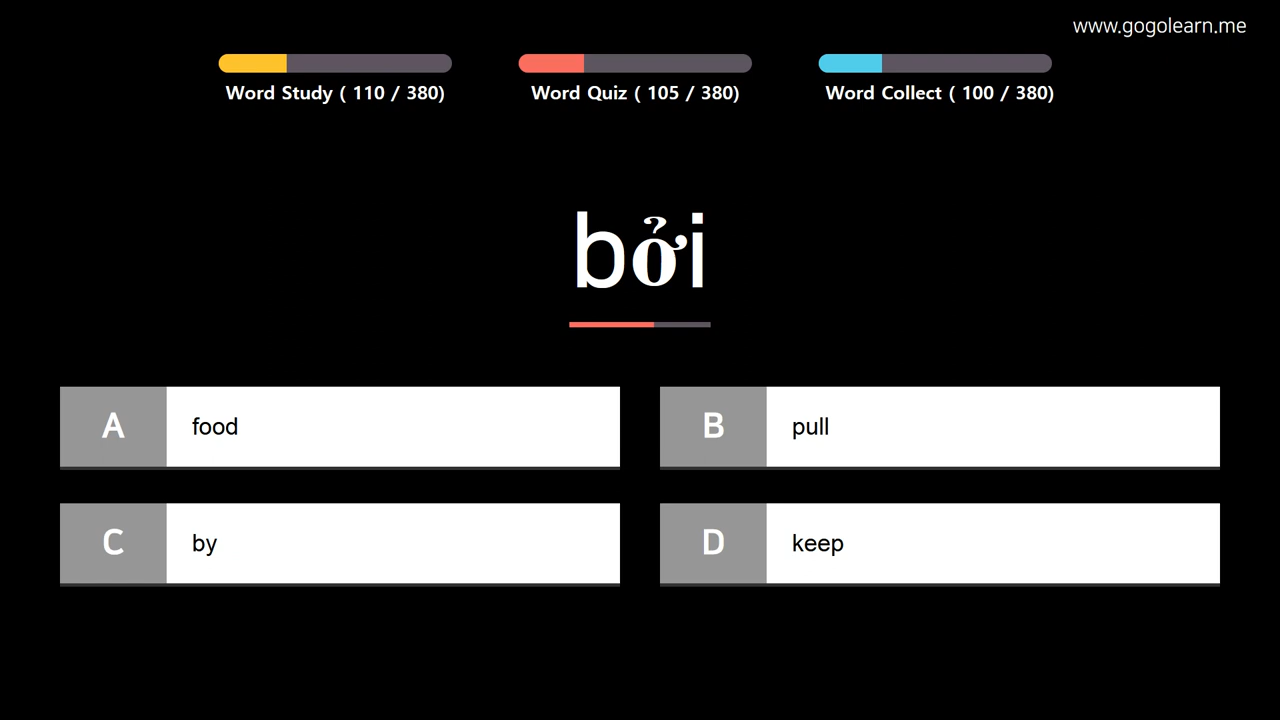 www.gogolearn.me
Word Study ( 110 / 380)
Word Quiz ( 105 / 380)
Word Collect ( 100 / 380)
bởi
A food
B pull
C by
D keep